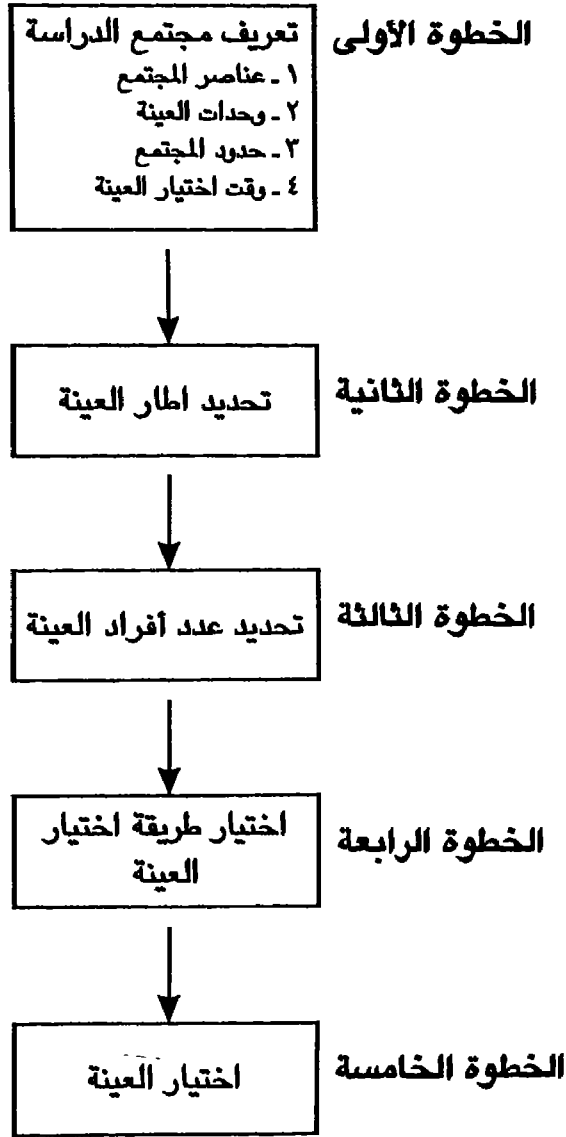 الخطوة الأولى
تعريف مجتمع الدراسة
١ ـ عناصر المجتمع
٢ ـ وحدات العينة
٣ ـ حدود المجتمع
٤ ـ وقت اختيار العينة
الخطوة الثانية
تحديد اطار العينة
الخطوة الثالثة
تحديد عدد أفراد العينة
الخطوة الرابعة
اختيار طريقة اختيار
العينة
الخطوة الخامسة
اختيار العينة